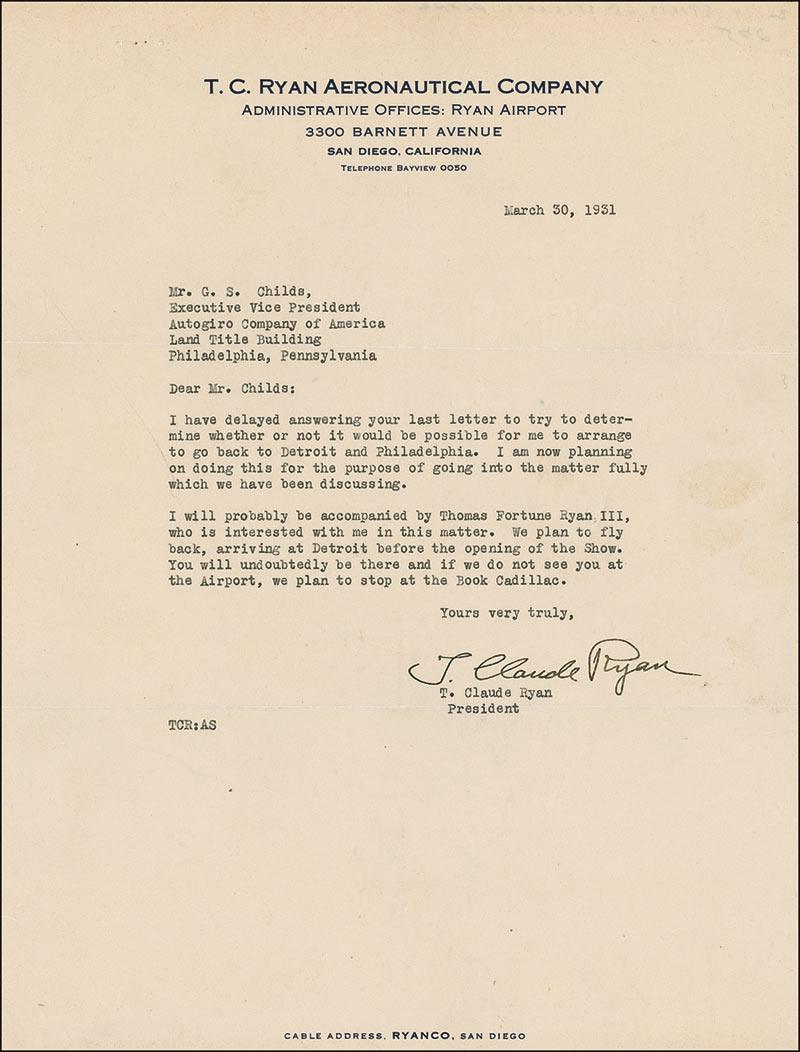 T. C. Ryan Aeronautical Company
Administrative Offices: Ryan Airport
3300 BARNETT AVENUE
SAN DIEGO, CALIFORNIA
Telephone Bayview 0050
March 30, 1931
Mr. G. S. Childs,
Executive Vice President
Autogiro Company of America
Land Title Building
Philadelphia, Pennsylvania
Dear Mr. Childs:
I have delayed answering your last letter to try to deter-
mine whether or not it would be possible for me to arrange
to go back to Detroit and Philadelphia. I am now planning
on doing this for the purpose of going into the matter fully
which we have been discussing.
I will probably be accompanied by Thomas Fortune Ryan III,
who is interested with me in this matter. We plan to fly
back, arriving at Detroit before the opening of the Show.
You will undoubtedly be there and if we do not see you at
the Airport, we plan to stop at the Book Cadillac.
Yours very truly,
T. Claude Ryan
T. Claude Ryan
President
TCR:AS
CABLE ADDRESS, RYANCO, SAN DIEGO